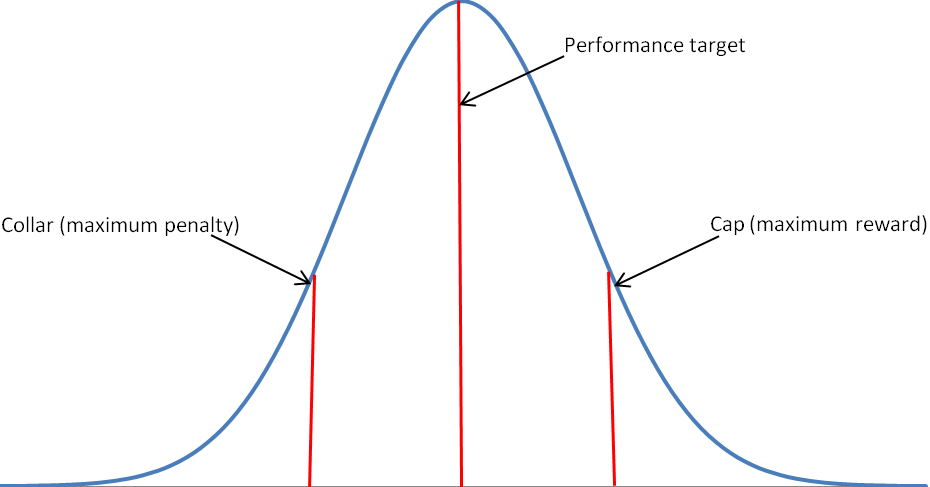 Performance target
Collar (maximum penalty)
Cap (maximum reward)